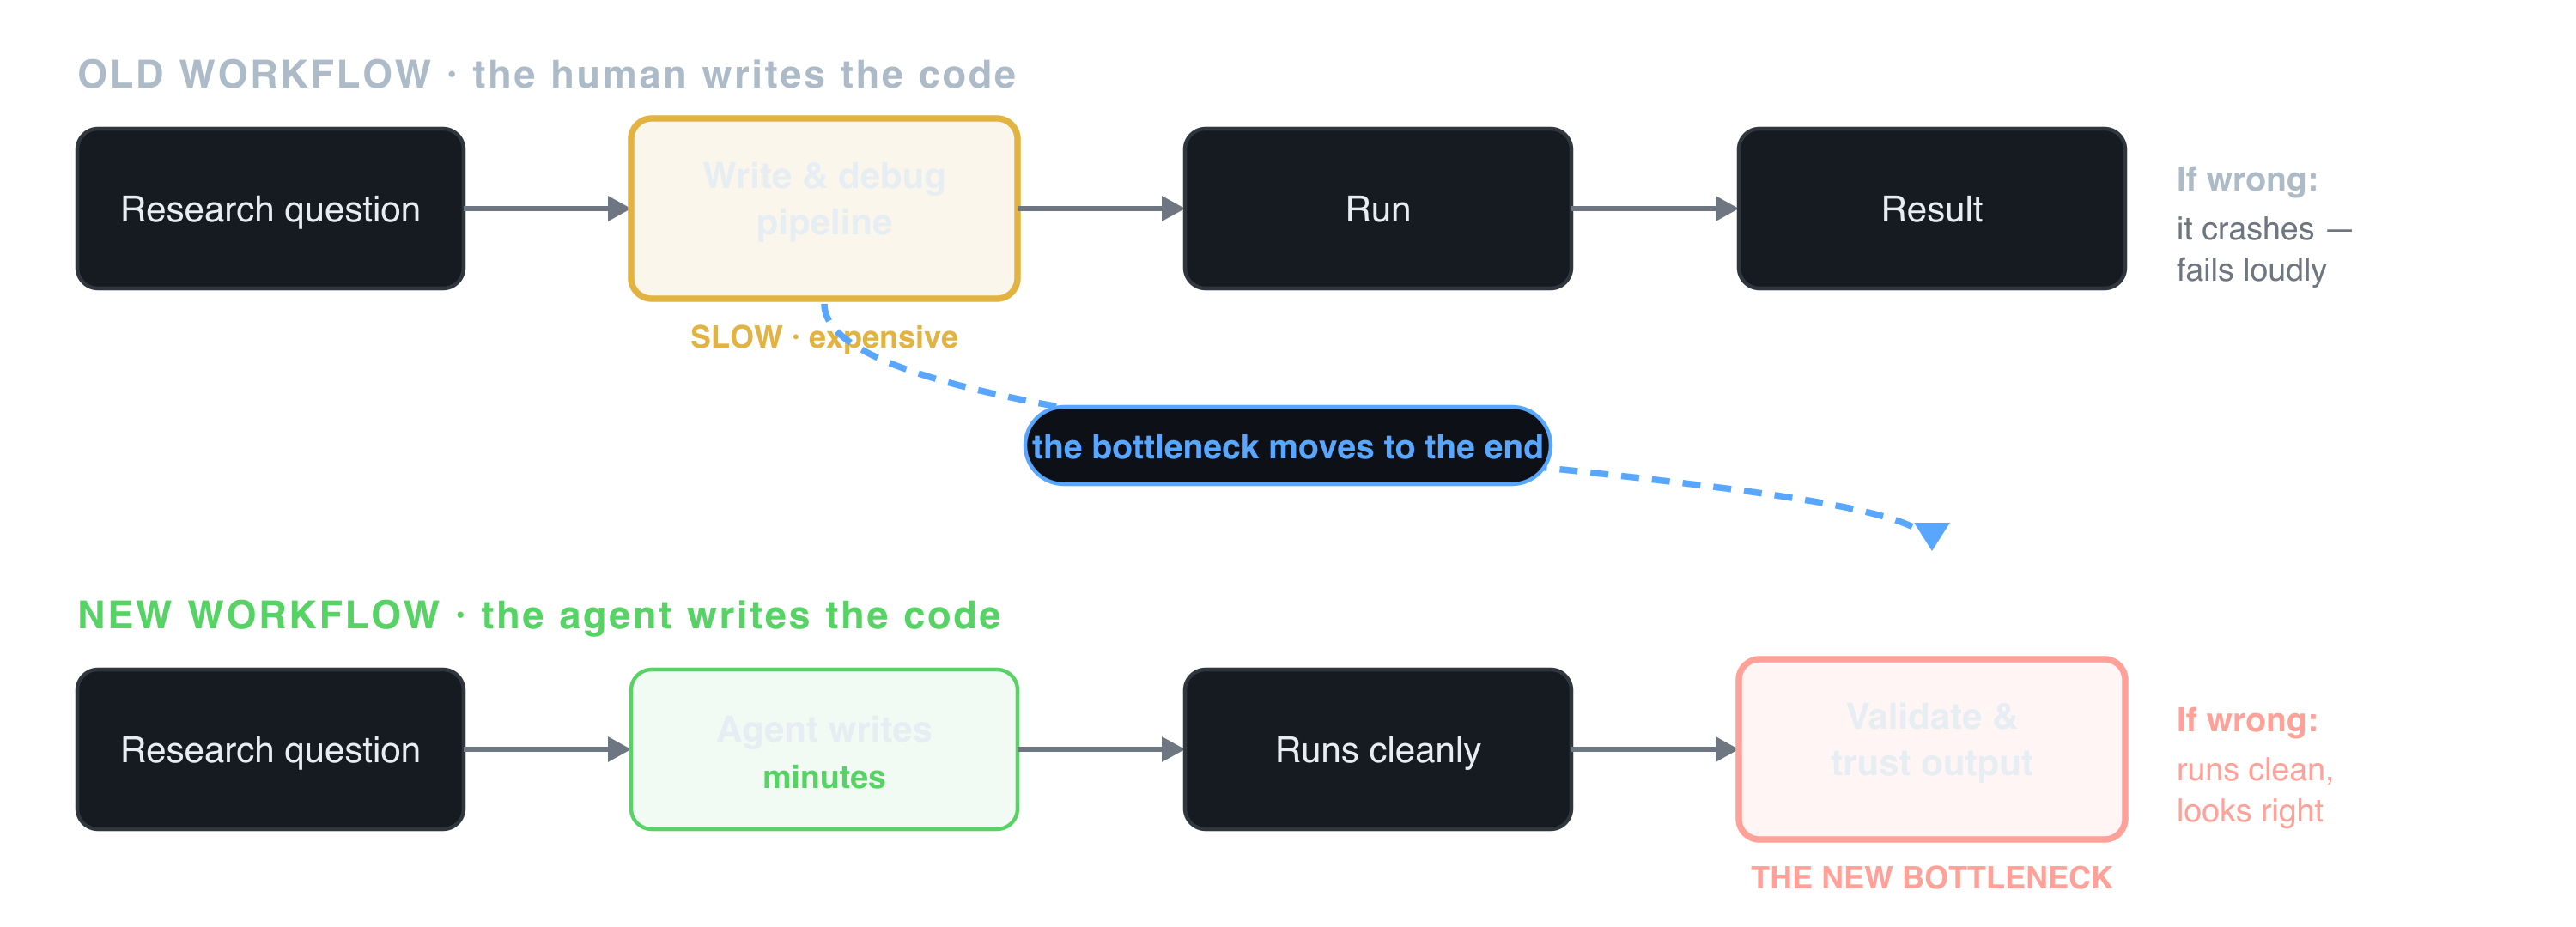 OLD WORKFLOW · the human writes the code
Research question
Write & debug
pipeline
Run
Result
If wrong:
it crashes —
fails loudly
SLOW · expensive
the bottleneck moves to the end
NEW WORKFLOW · the agent writes the code
Research question
Agent writes
minutes
Runs cleanly
Validate &
trust output
If wrong:
runs clean,
looks right
THE NEW BOTTLENECK